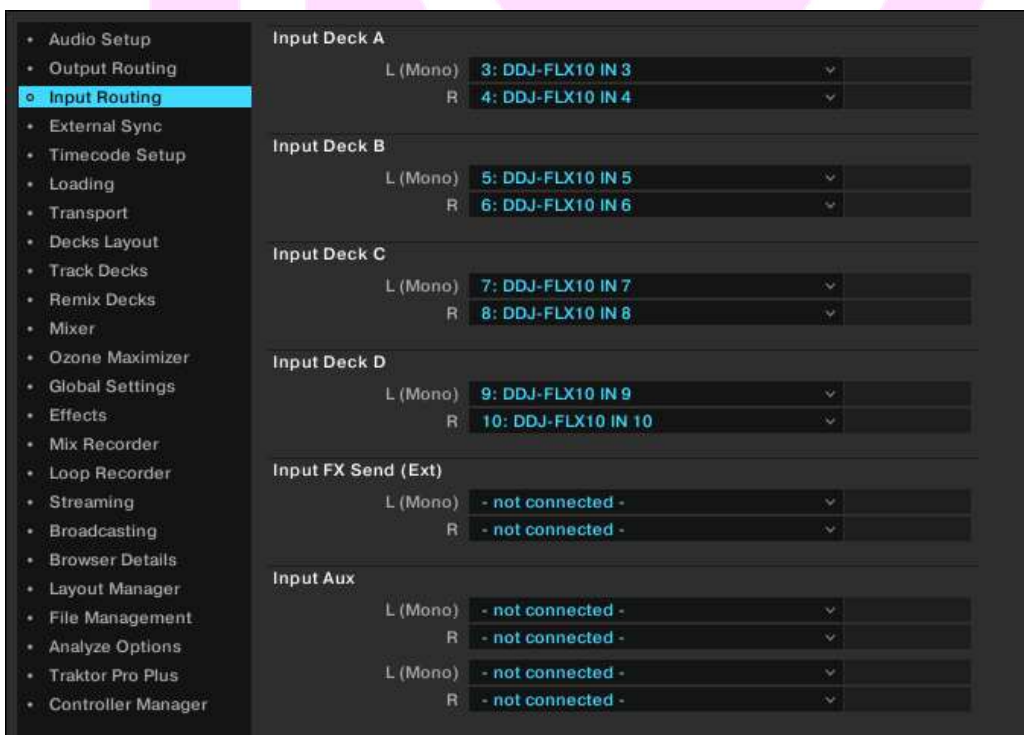 Audio Setup
Output Routing
Input Routing
External Sync
Timecode Setup
Loading
Transport
Decks Layout
Track Decks
Remix Decks
Mixer
Ozone Maximizer
Global Settings
Effects
Mix Recorder
Loop Recorder
Streaming
Broadcasting
Browser Details
Layout Manager
File Management
Analyze Options
Traktor Pro Plus
Controller Manager
Input Deck A
L (Mono) 3: DDJ-FLX10 IN 3
R 4: DDJ-FLX10 IN 4
Input Deck B
L (Mono) 5: DDJ-FLX10 IN 5
R 6: DDJ-FLX10 IN 6
Input Deck C
L (Mono) 7: DDJ-FLX10 IN 7
R 8: DDJ-FLX10 IN 8
Input Deck D
L (Mono) 9: DDJ-FLX10 IN 9
R 10: DDJ-FLX10 IN 10
Input FX Send (Ext)
L (Mono) - not connected -
R - not connected -
Input Aux
L (Mono) - not connected -
R - not connected -
L (Mono) - not connected -
R - not connected -